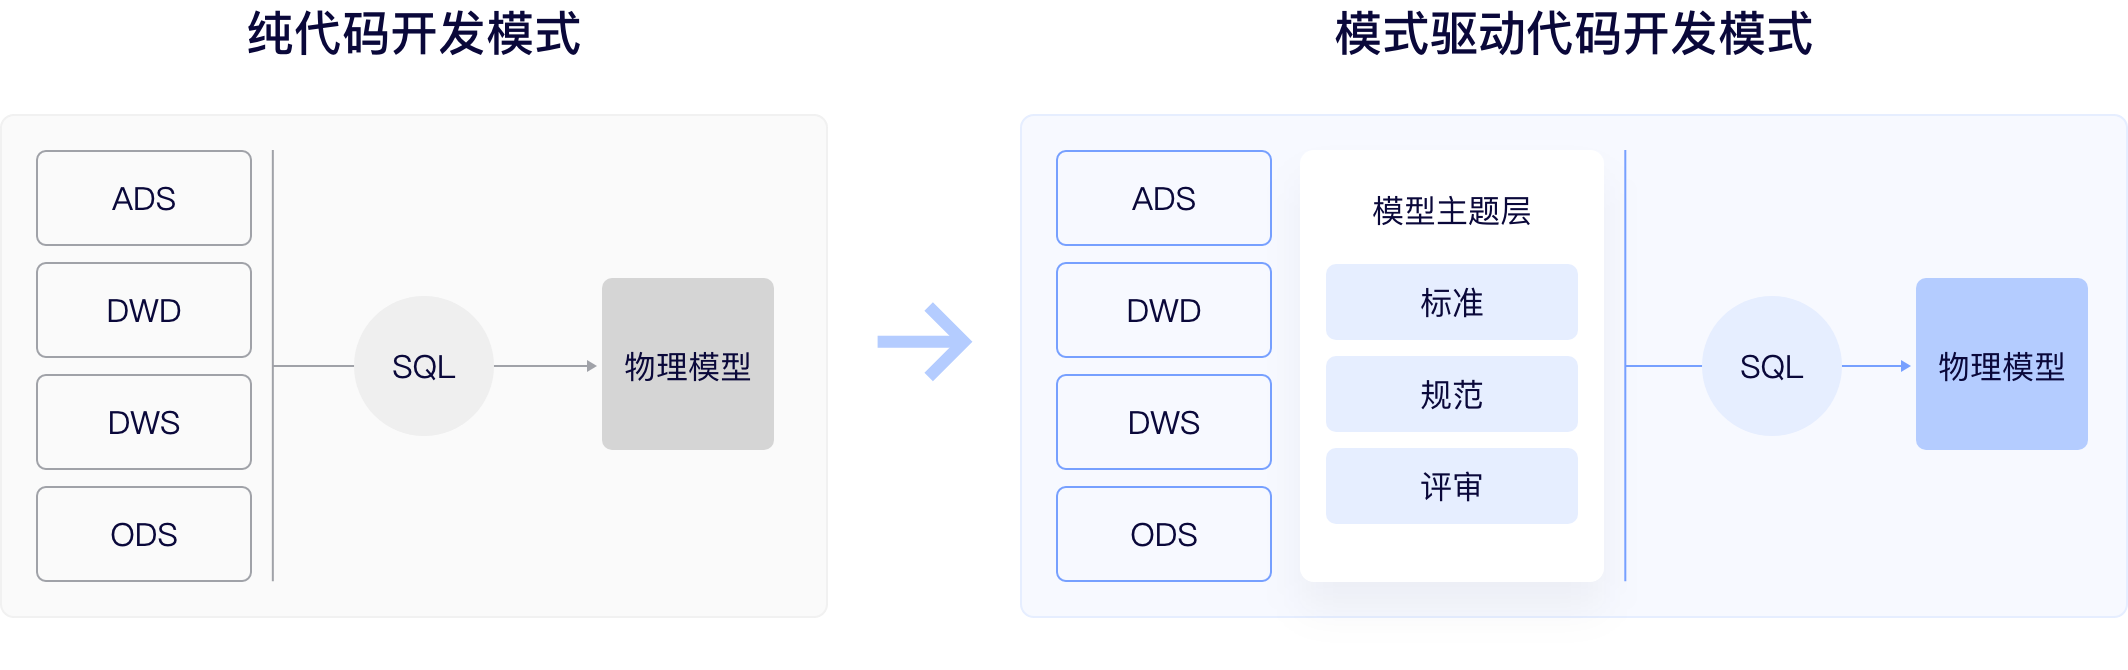 纯代码开发模式
ADS
DWD
DWS
ODS
SQL
物理模型
模式驱动代码开发模式
ADS
DWD
DWS
ODS
模型主题层
标准
规范
评审
SQL
物理模型